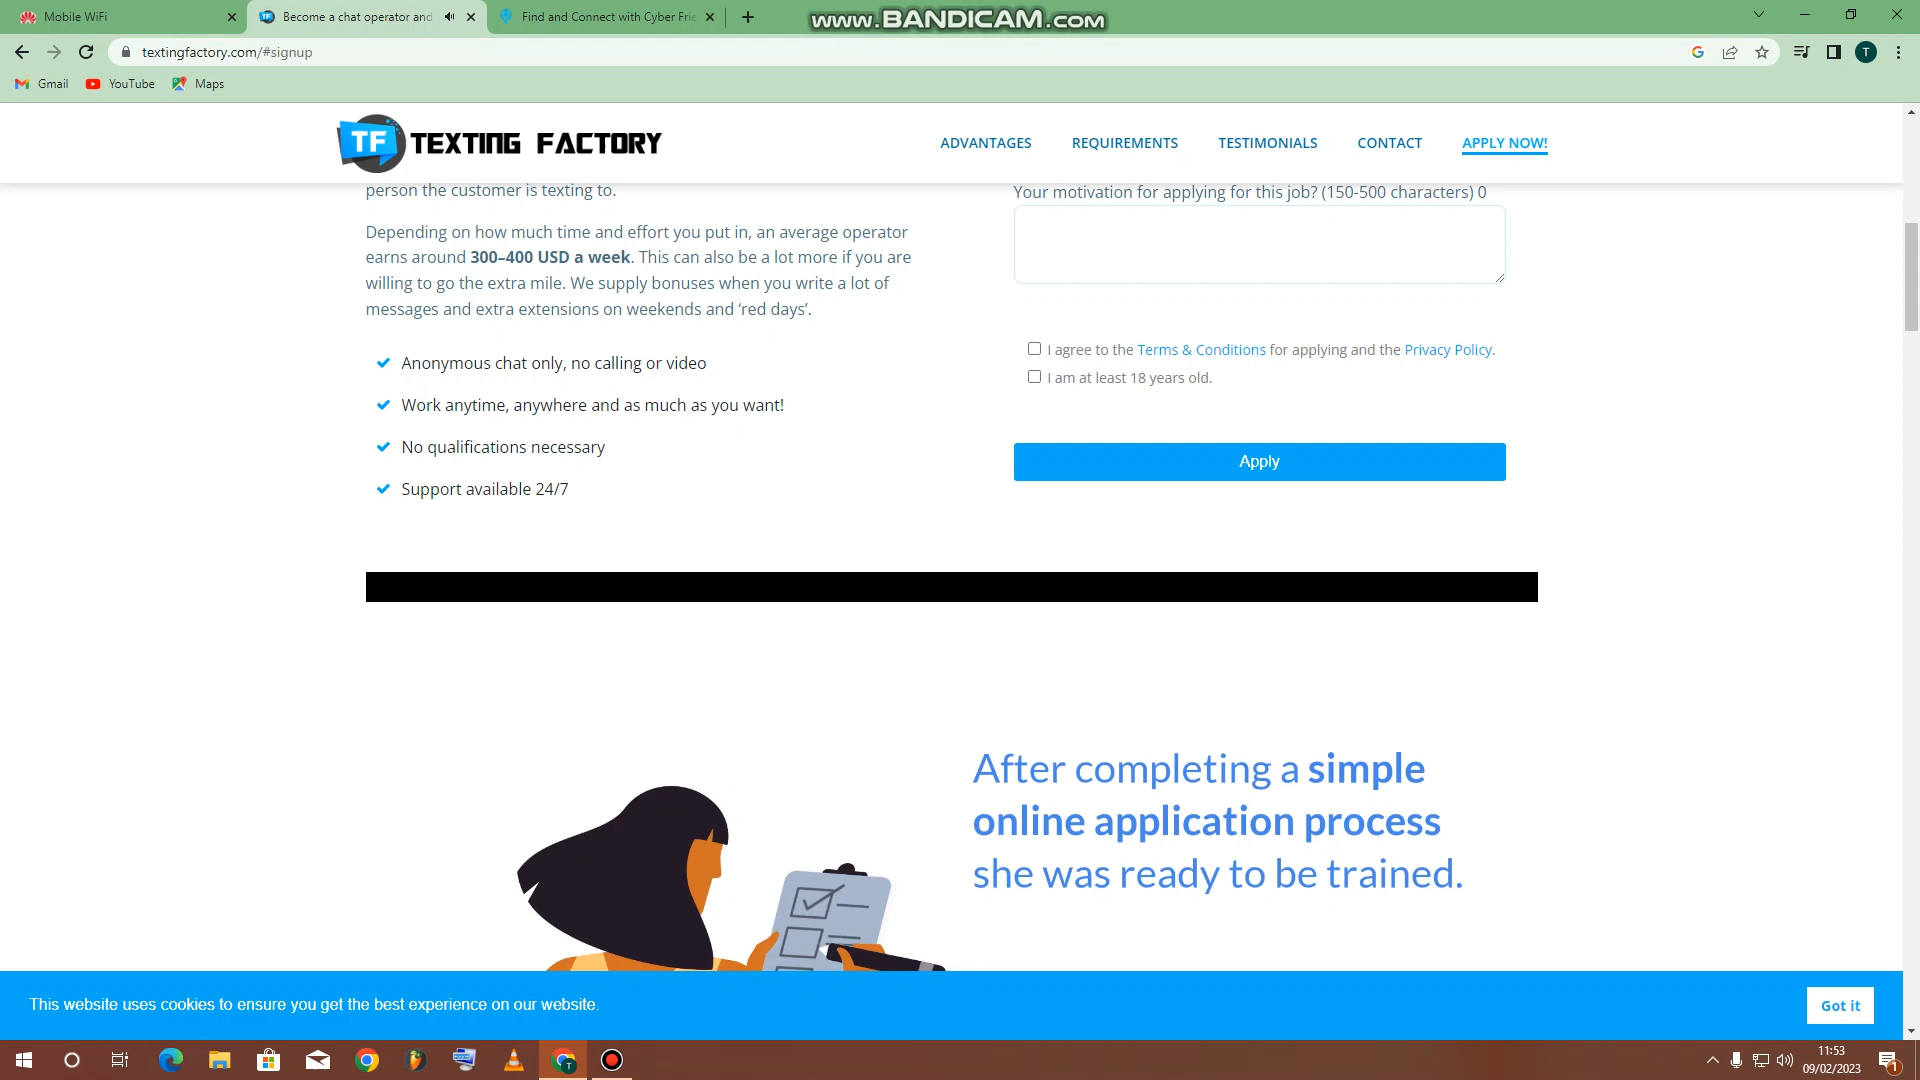 Mobile WiFi
Become a chat operator and
Find and Connect with Cyber Frie
www.BANDICAM.com
textingfactory.com/#signup
T
Gmail
YouTube
Maps
TF TEXTING FACTORY
ADVANTAGES
REQUIREMENTS
TESTIMONIALS
CONTACT
APPLY NOW!
person the customer is texting to.
Depending on how much time and effort you put in, an average operator
earns around 300–400 USD a week. This can also be a lot more if you are
willing to go the extra mile. We supply bonuses when you write a lot of
messages and extra extensions on weekends and ‘red days’.
Anonymous chat only, no calling or video
Work anytime, anywhere and as much as you want!
No qualifications necessary
Support available 24/7
Your motivation for applying for this job? (150-500 characters) 0
I agree to the Terms & Conditions for applying and the Privacy Policy.
I am at least 18 years old.
Apply
After completing a simple
online application process
she was ready to be trained.
This website uses cookies to ensure you get the best experience on our website.
Got it
11:53
09/02/2023
1